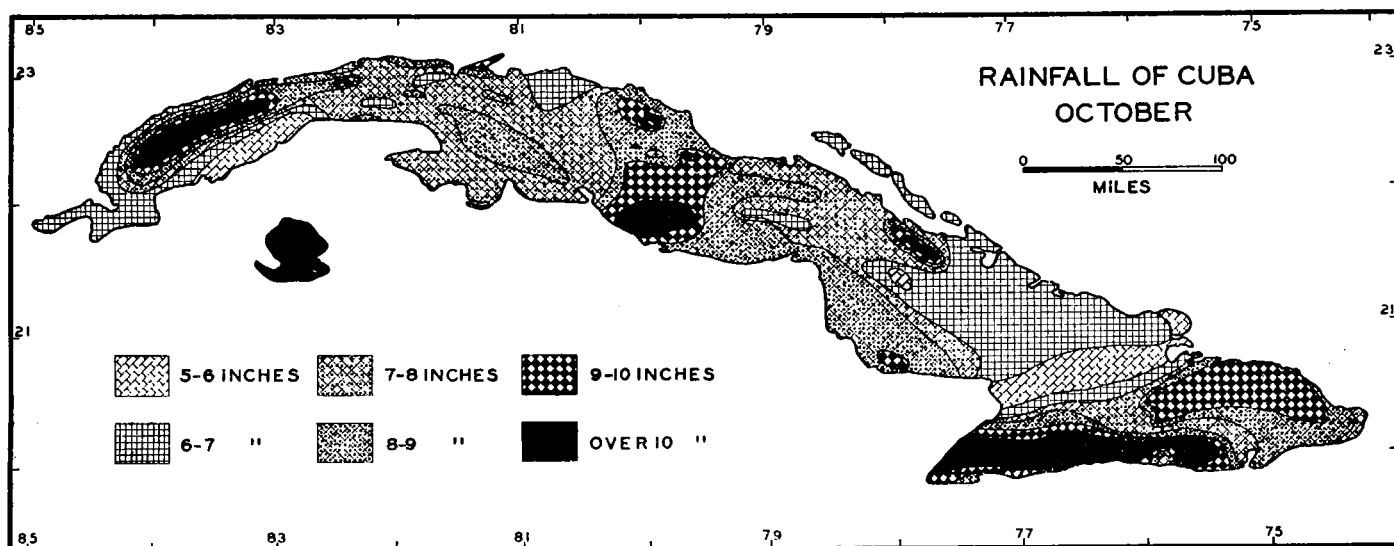 85 83 81 79 77 75
23 23
RAINFALL OF CUBA
OCTOBER
0 50 100
MILES
21 21
5-6 INCHES 7-8 INCHES 9-10 INCHES
6-7 " 8-9 " OVER 10 "
85 83 81 79 77 75